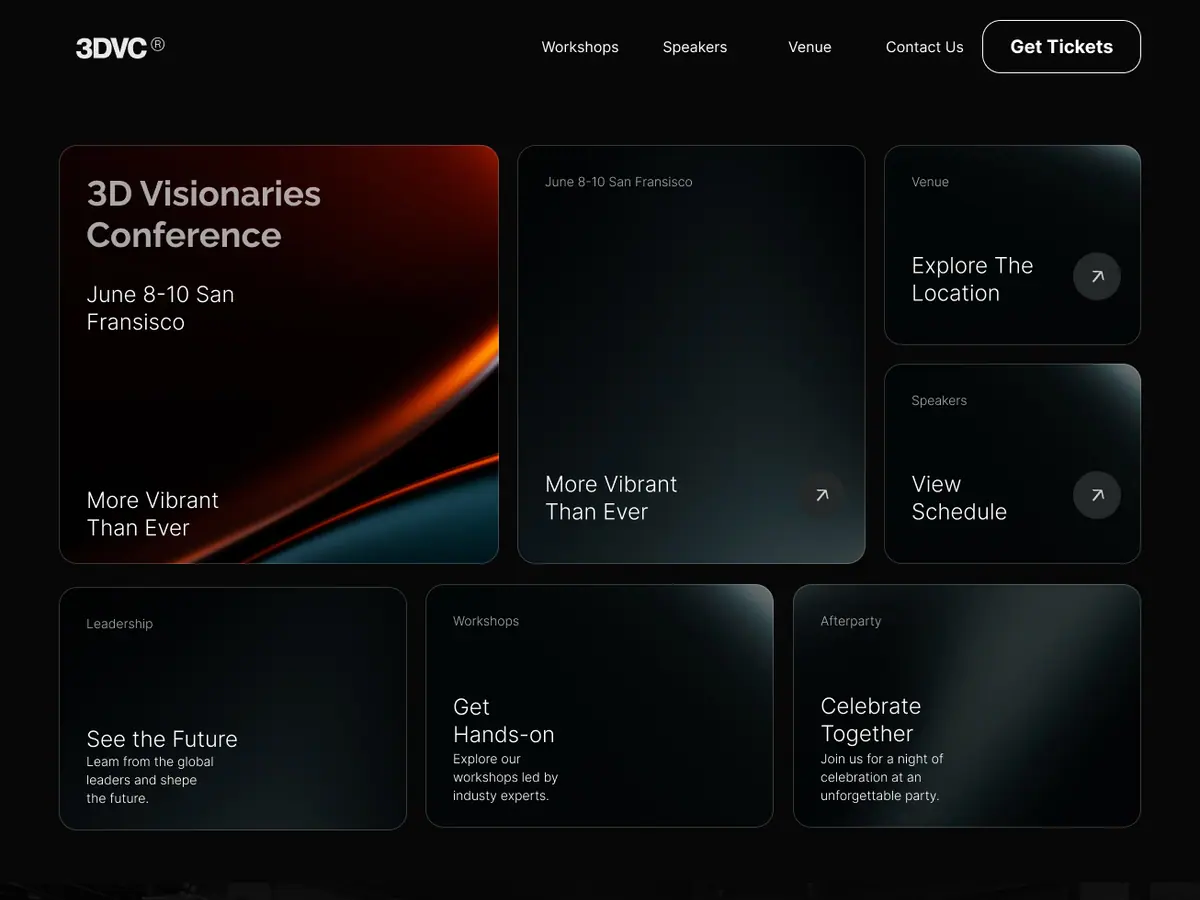 3DVC®
Workshops
Speakers
Venue
Contact Us
Get Tickets
3D Visionaries
Conference
June 8-10 San
Fransisco
More Vibrant
Than Ever
June 8-10 San Fransisco
More Vibrant
Than Ever
Venue
Explore The
Location
Speakers
View
Schedule
Leadership
See the Future
Leam from the global
leaders and shepe
the future.
Workshops
Get
Hands-on
Explore our
workshops led by
industy experts.
Afterparty
Celebrate
Together
Join us for a night of
celebration at an
unforgettable party.